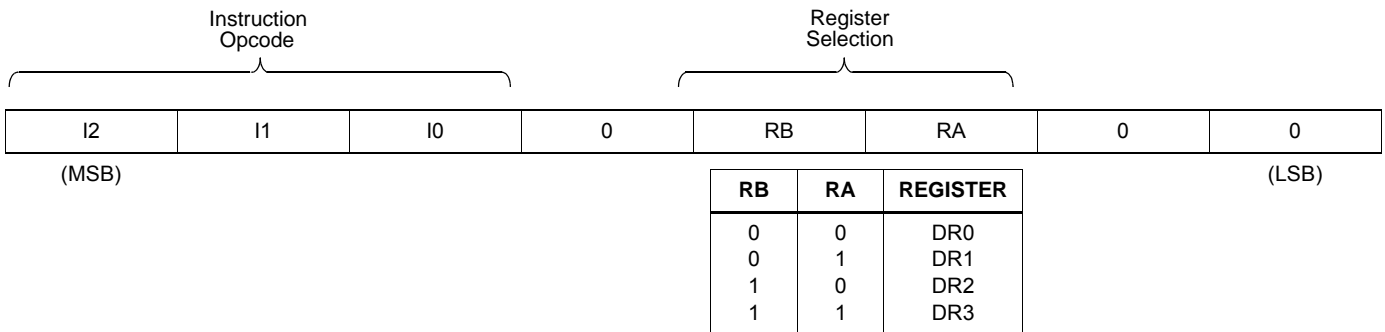 Instruction
Opcode
Register
Selection
I2 I1 I0 0 RB RA 0 0
(MSB) (LSB)
RB RA REGISTER
0 0 DR0
0 1 DR1
1 0 DR2
1 1 DR3